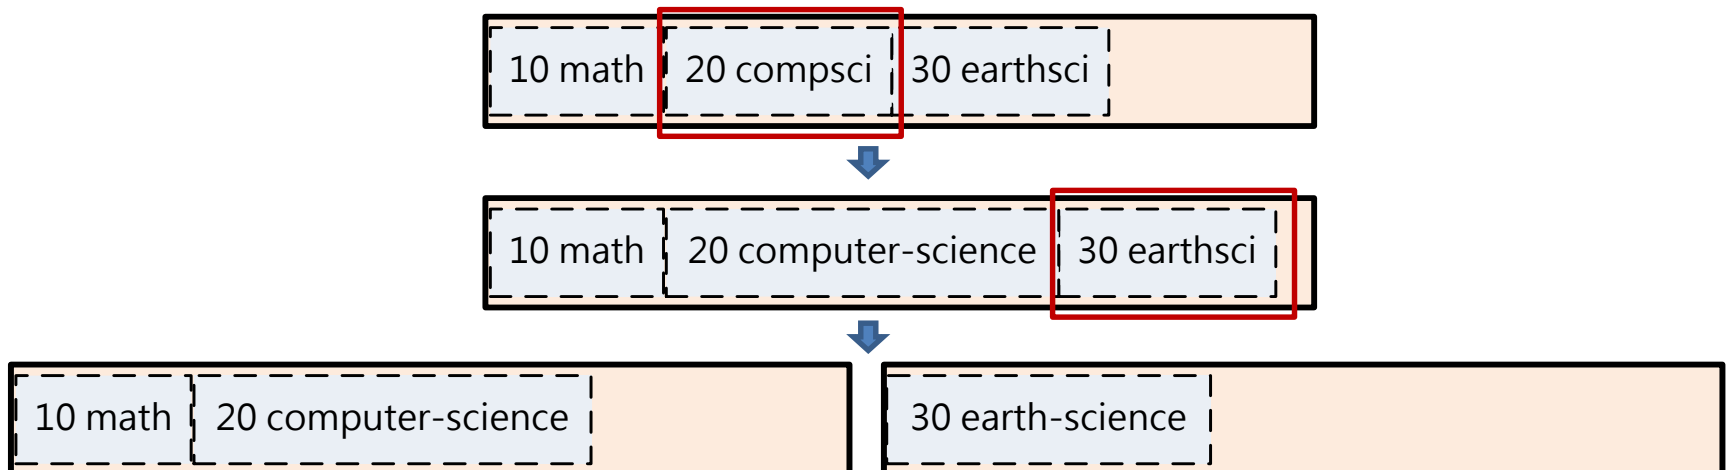 10 math 20 compsci 30 earthsci
10 math 20 computer-science 30 earthsci
10 math 20 computer-science 30 earth-science